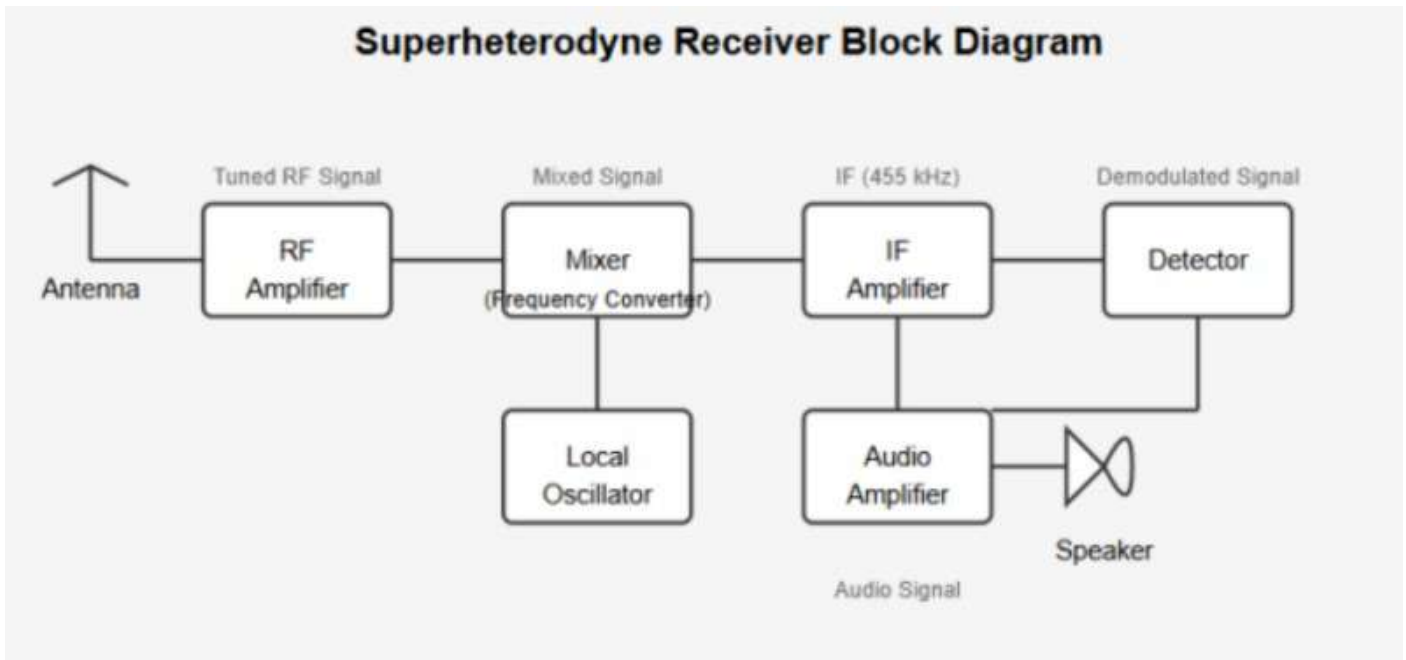 Superheterodyne Receiver Block Diagram
Tuned RF Signal
Mixed Signal
IF (455 kHz)
Demodulated Signal
Antenna
RF
Amplifier
Mixer
(Frequency Converter)
IF
Amplifier
Detector
Local
Oscillator
Audio
Amplifier
Speaker
Audio Signal